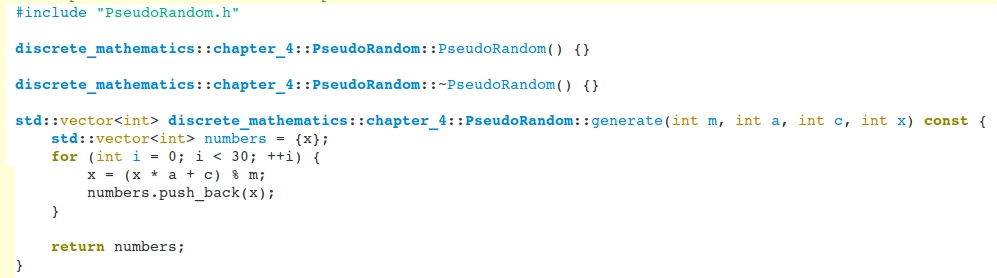 #include "PseudoRandom.h"
discrete_mathematics::chapter_4::PseudoRandom::PseudoRandom() {}
discrete_mathematics::chapter_4::PseudoRandom::~PseudoRandom() {}
std::vector<int> discrete_mathematics::chapter_4::PseudoRandom::generate(int m, int a, int c, int x) const {
    std::vector<int> numbers = {x};
    for (int i = 0; i < 30; ++i) {
        x = (x * a + c) % m;
        numbers.push_back(x);
    }
    return numbers;
}